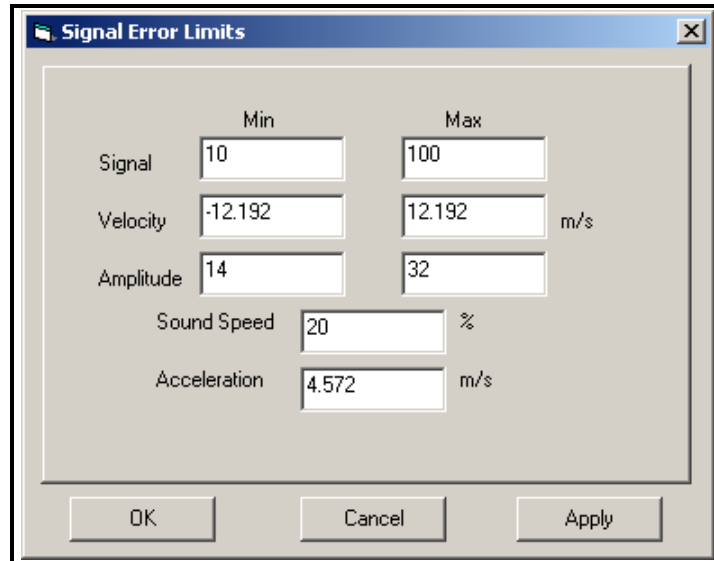 Signal Error Limits
Min Max
Signal 10 100
Velocity -12.192 12.192 m/s
Amplitude 14 32
Sound Speed 20 %
Acceleration 4.572 m/s
OK Cancel Apply